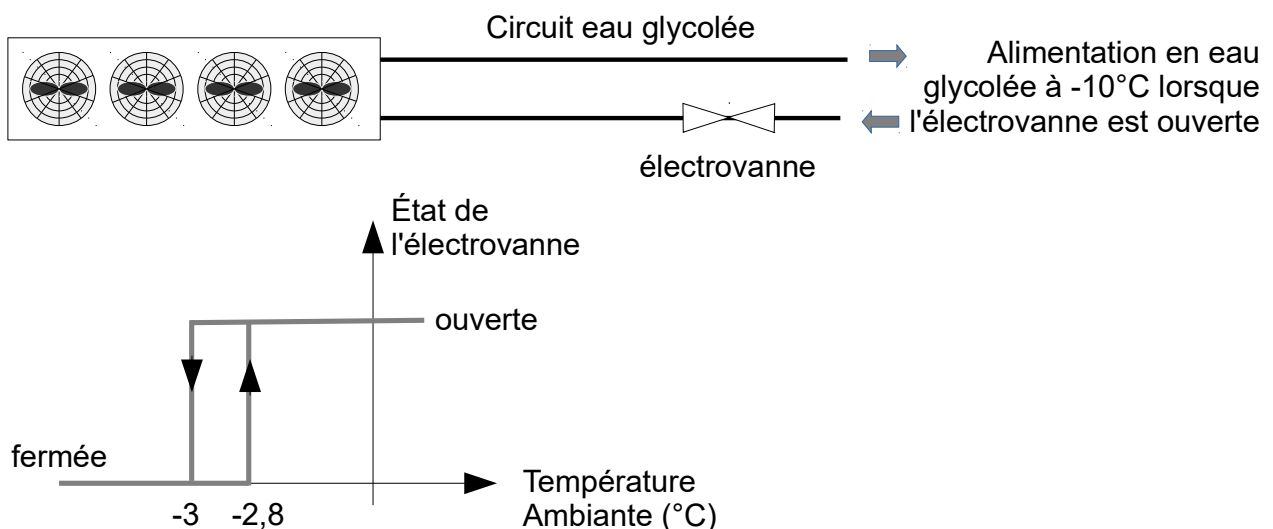 Circuit eau glycolée
Alimentation en eau
glycolée à -10°C lorsque
l'électrovanne est ouverte
électrovanne
État de
l'électrovanne
ouverte
fermée
-3
-2,8
Température
Ambiante (°C)